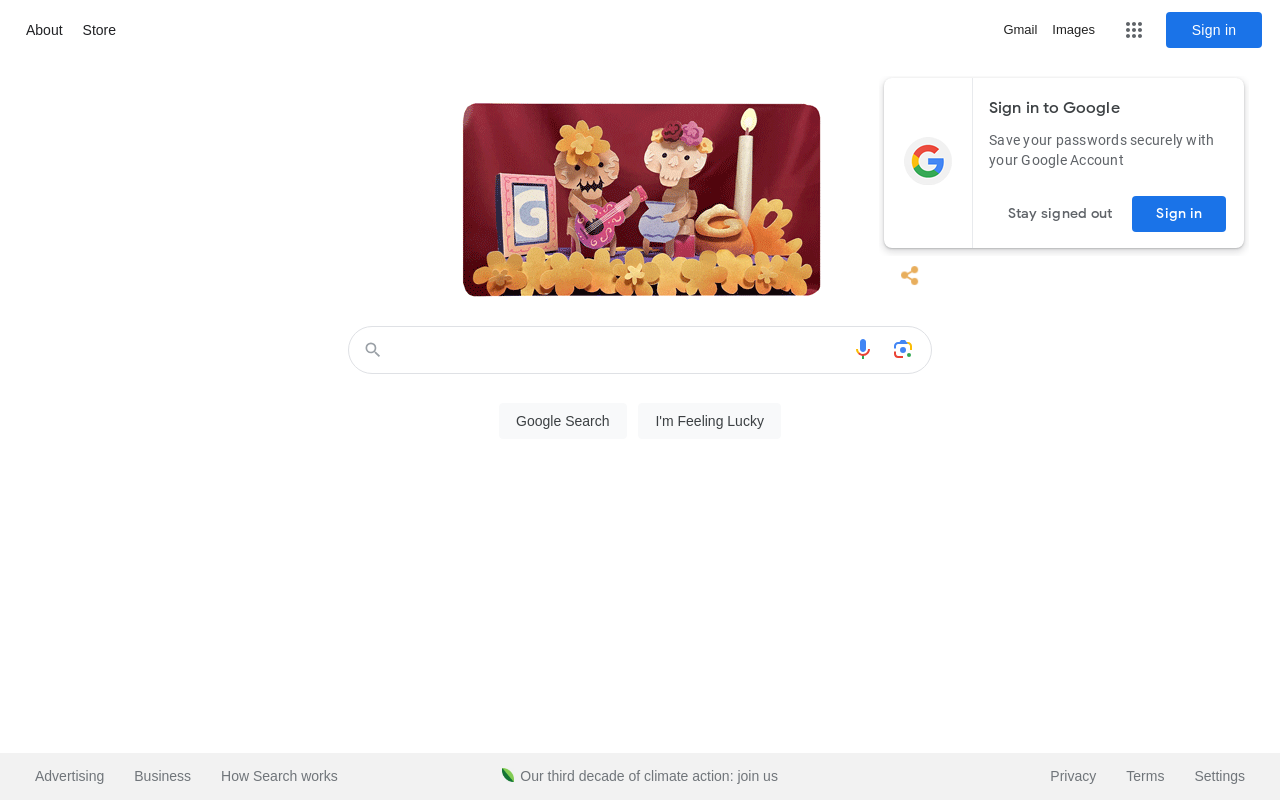 About
Store
Gmail
Images
Sign in
Sign in to Google
Save your passwords securely with
your Google Account
Stay signed out
Sign in
Google Search
I'm Feeling Lucky
Advertising
Business
How Search works
Our third decade of climate action: join us
Privacy
Terms
Settings